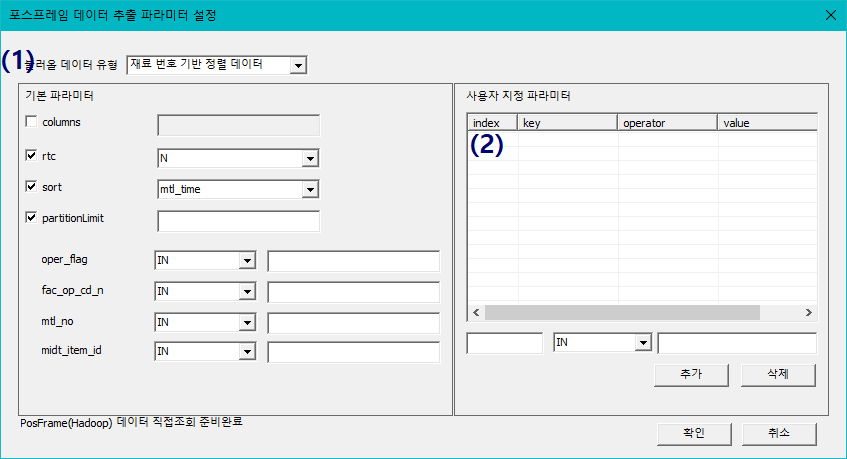 포스프레임 데이터 추출 파라미터 설정
(1)
불러올 데이터 유형 재료 번호 기반 정렬 데이터
기본 파라미터
columns
rtc N
sort mtl_time
partitionLimit
oper_flag IN
fac_op_cd_n IN
mtl_no IN
midt_item_id IN
사용자 지정 파라미터
index key operator value
(2)
IN
추가 삭제
PosFrame(Hadoop) 데이터 직접조회 준비완료
확인 취소